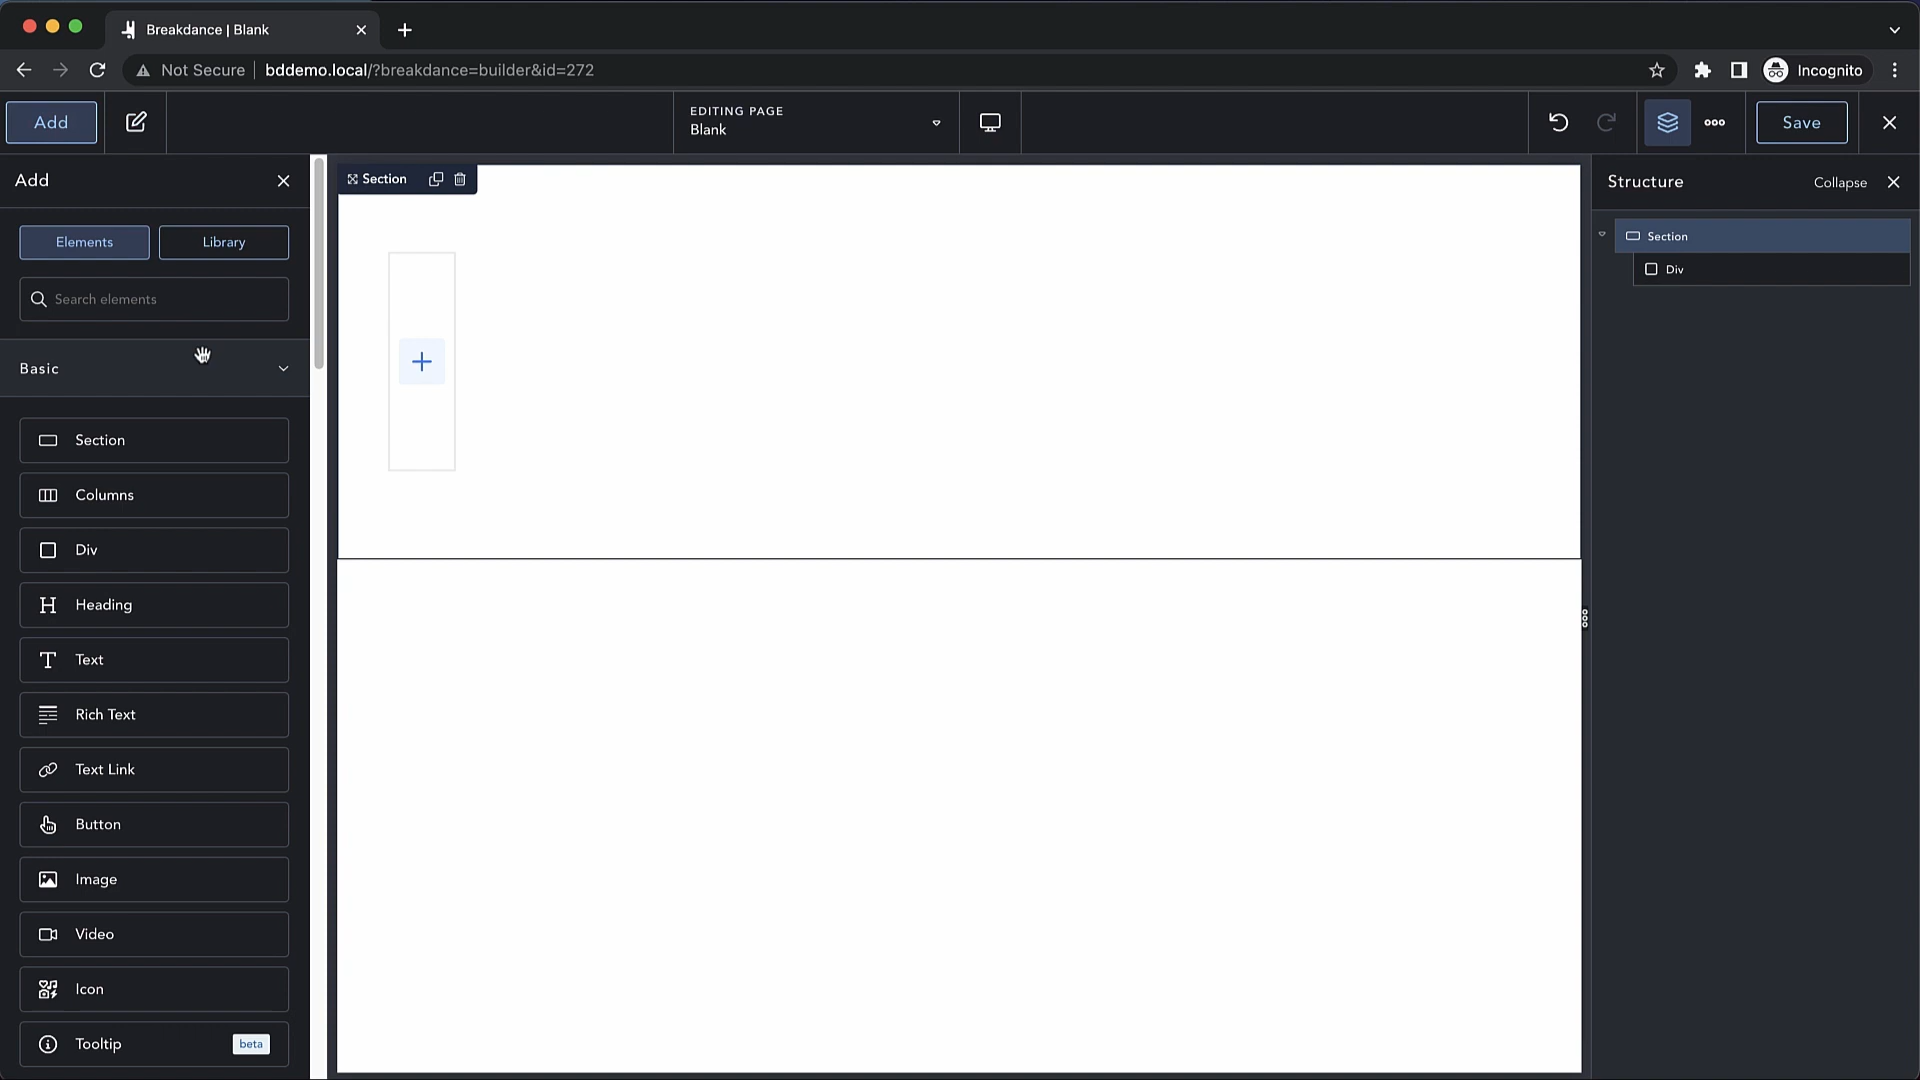 Breakdance | Blank
Not Secure
bddemo.local/?breakdance=builder&id=272
Incognito
Add
EDITING PAGE
Blank
Save
Add
Elements
Library
Search elements
Basic
Section
Columns
Div
Heading
Text
Rich Text
Text Link
Button
Image
Video
Icon
Tooltip
beta
Section
Structure
Collapse
Section
Div